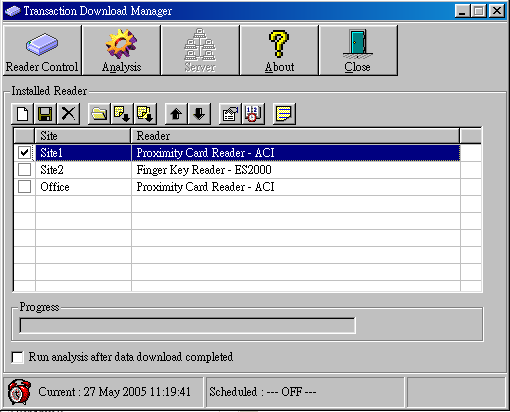 Transaction Download Manager
Reader Control Analysis Server About Close
Installed Reader
Site Reader
Site1 Proximity Card Reader - ACI
Site2 Finger Key Reader - ES2000
Office Proximity Card Reader - ACI
Progress
Run analysis after data download completed
Current : 27 May 2005 11:19:41 Scheduled : --- OFF ---